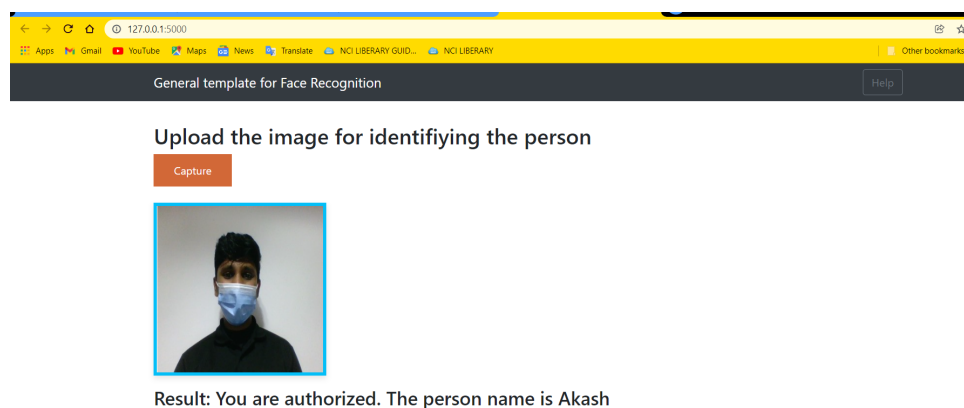 127.0.0.1:5000
Apps Gmail YouTube Maps News Translate NCI LIBERARY GUID... NCI LIBERARY Other bookmarks
General template for Face Recognition Help
Upload the image for identifiying the person
Capture
Result: You are authorized. The person name is Akash